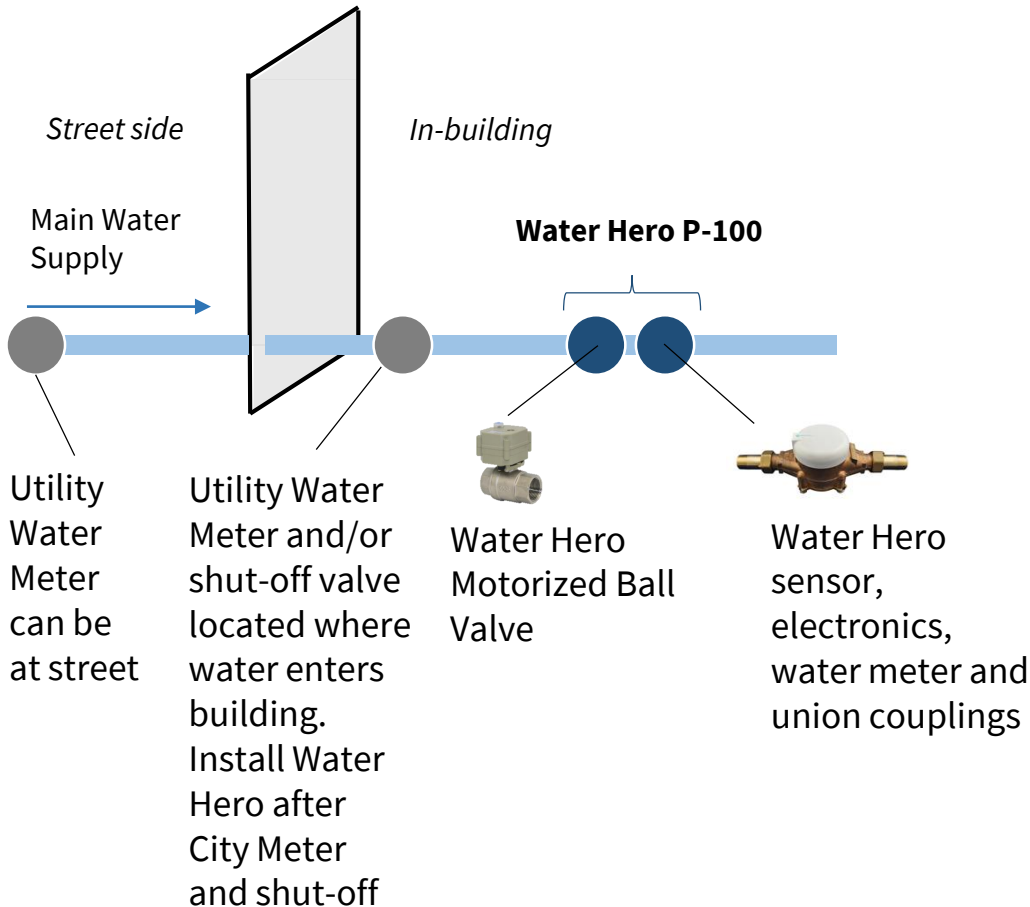 Street side
In-building
Main Water
Supply
Water Hero P-100
Utility
Water
Meter
can be
at street
Utility Water
Meter and/or
shut-off valve
located where
water enters
building.
Install Water
Hero after
City Meter
and shut-off
Water Hero
Motorized Ball
Valve
Water Hero
sensor,
electronics,
water meter and
union couplings